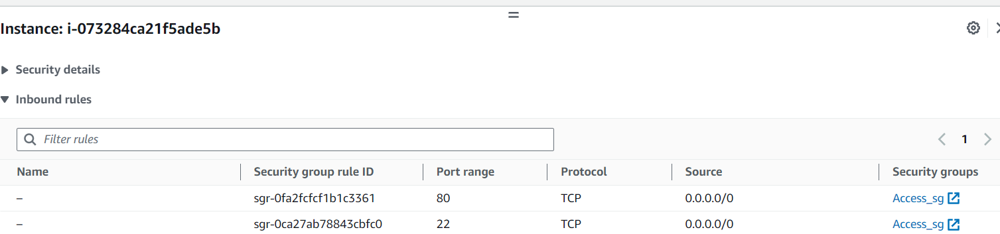 Instance: i-073284ca21f5ade5b
Security details
Inbound rules
Filter rules
1
Name Security group rule ID Port range Protocol Source Security groups
– sgr-0fa2fcfcf1b1c3361 80 TCP 0.0.0.0/0 Access_sg
– sgr-0ca27ab78843cbfc0 22 TCP 0.0.0.0/0 Access_sg